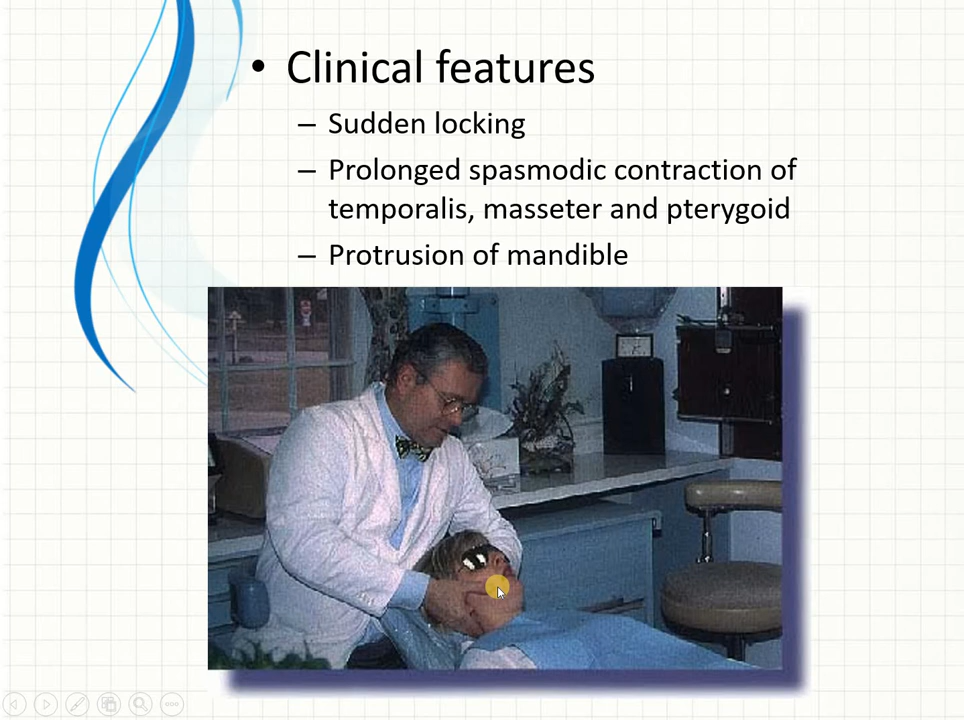 • Clinical features
– Sudden locking
– Prolonged spasmodic contraction of
temporalis, masseter and pterygoid
– Protrusion of mandible